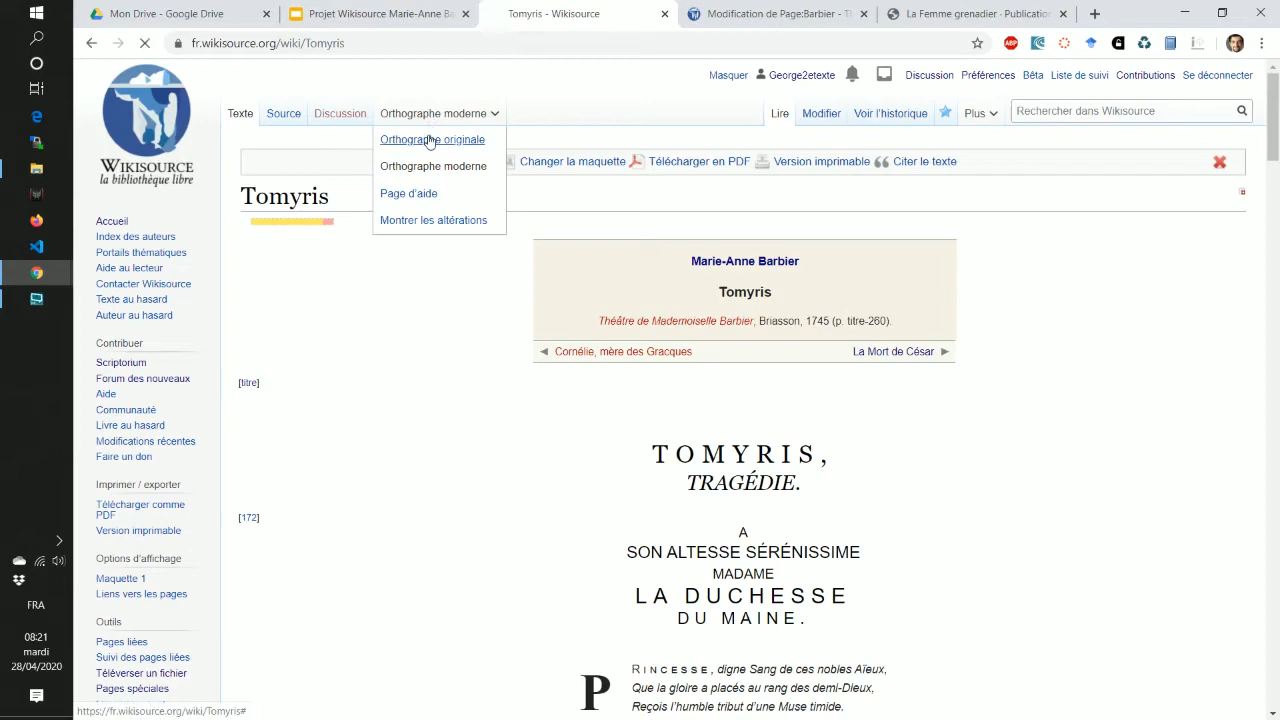 Mon Drive - Google Drive
Projet Wikisource Marie-Anne Ba
Tomyris - Wikisource
Modification de Page:Barbier - Th
La Femme grenadier - Publication
fr.wikisource.org/wiki/Tomyris
Masquer
George2etexte
Discussion
Préférences
Bêta
Liste de suivi
Contributions
Se déconnecter
Texte
Source
Discussion
Orthographe moderne
Lire
Modifier
Voir l'historique
Plus
Rechercher dans Wikisource
Orthographe originale
Orthographe moderne
Page d'aide
Montrer les altérations
Changer la maquette
Télécharger en PDF
Version imprimable
Citer le texte
WIKISOURCE
la bibliothèque libre
Accueil
Index des auteurs
Portails thématiques
Aide au lecteur
Contacter Wikisource
Texte au hasard
Auteur au hasard
Contribuer
Scriptorium
Forum des nouveaux
Aide
Communauté
Livre au hasard
Modifications récentes
Faire un don
Imprimer / exporter
Télécharger comme
PDF
Version imprimable
Options d'affichage
Maquette 1
Liens vers les pages
Outils
Pages liées
Suivi des pages liées
Téléverser un fichier
Pages spéciales
Tomyris
Marie-Anne Barbier
Tomyris
Théâtre de Mademoiselle Barbier, Briasson, 1745 (p. titre-260).
◄ Cornélie, mère des Gracques
La Mort de César ►
[titre]
TOMYRIS,
TRAGÉDIE.
[172]
A
SON ALTESSE SÉRÉNISSIME
MADAME
LA DUCHESSE
DU MAINE.
PRINCESSE, digne Sang de ces nobles Aïeux,
Que la gloire a placés au rang des demi-Dieux,
Reçois l'humble tribut d'une Muse timide.
https://fr.wikisource.org/wiki/Tomyris#
FRA
08:21
mardi
28/04/2020
ABP